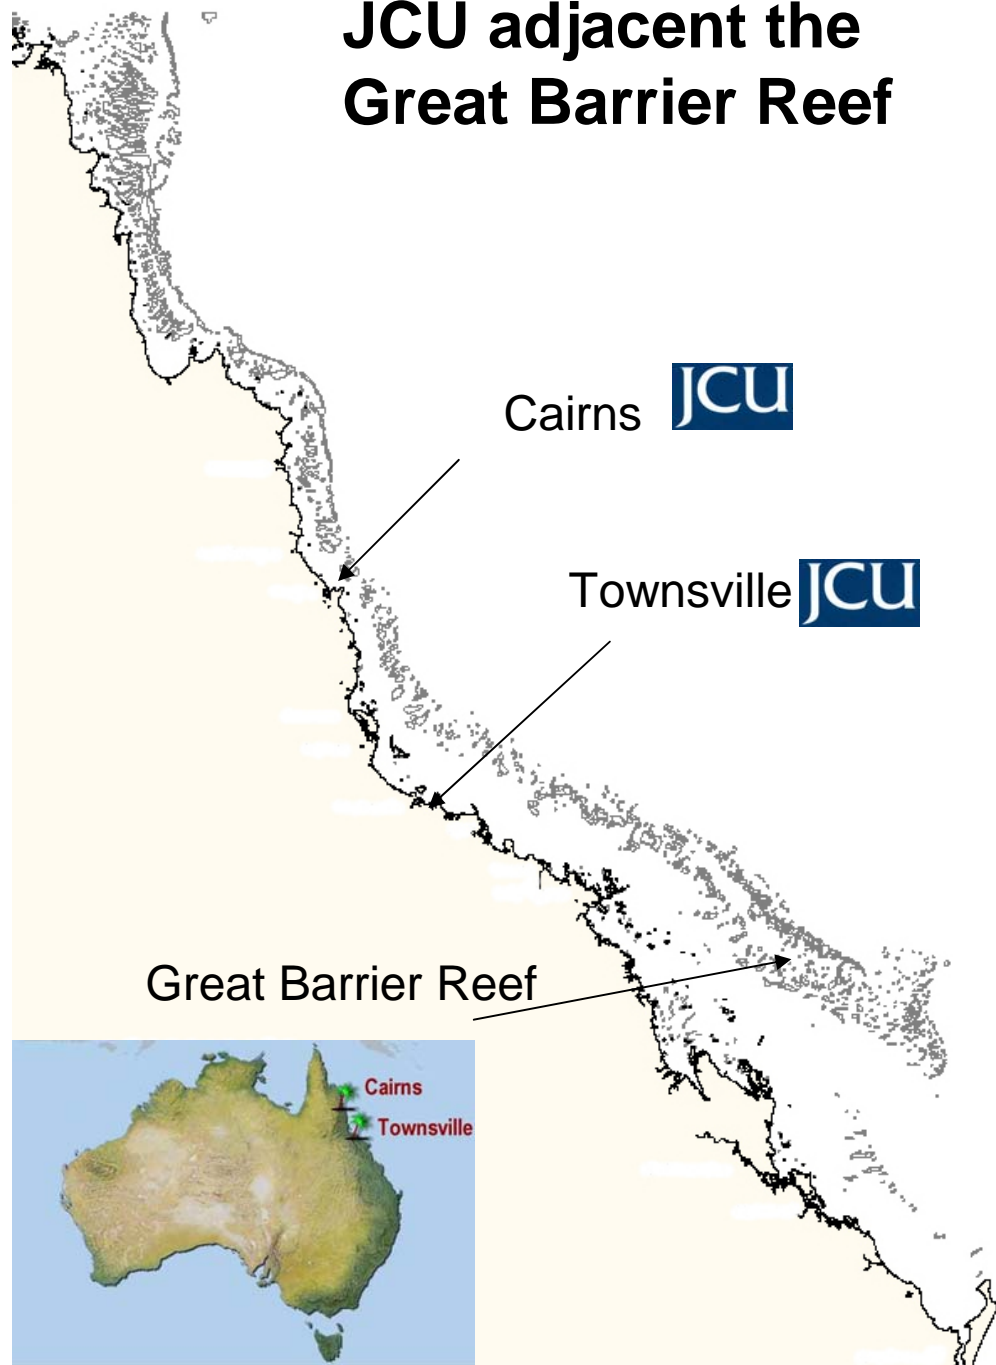 JCU adjacent the
Great Barrier Reef
Cairns JCU
Townsville JCU
Great Barrier Reef
Cairns
Townsville